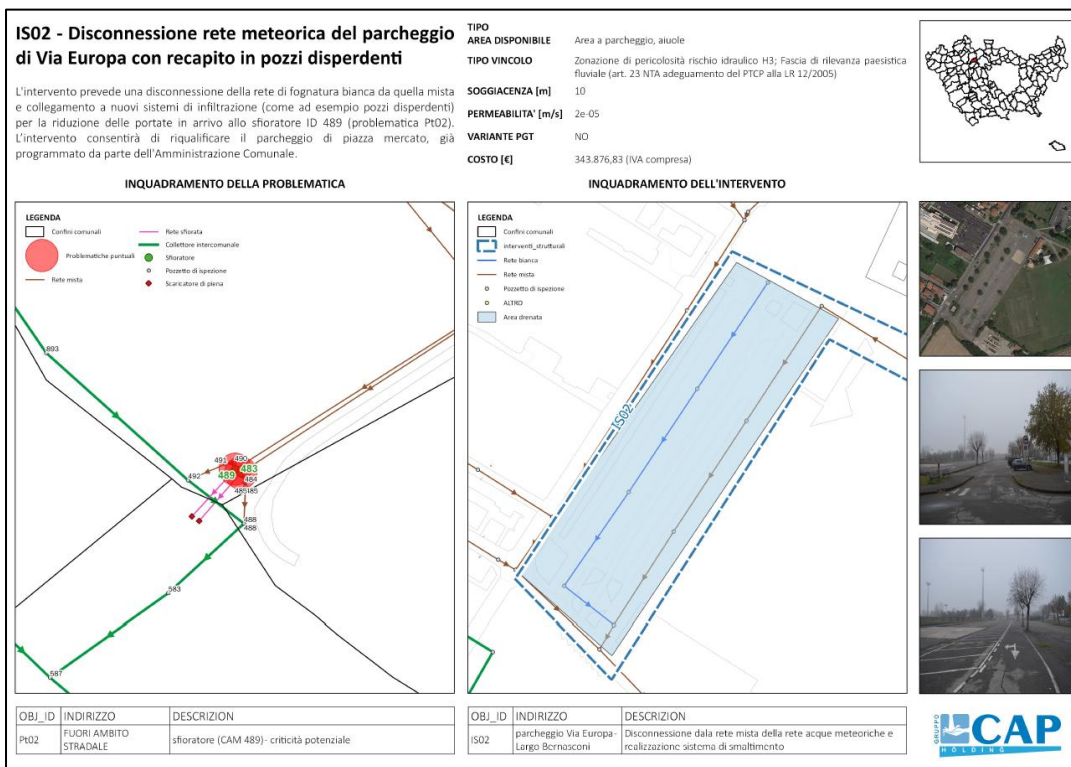 IS02 - Disconnessione rete meteorica del parcheggio
di Via Europa con recapito in pozzi disperdenti
L'intervento prevede una disconnessione della rete di fognatura bianca da quella mista
e collegamento a nuovi sistemi di infiltrazione (come ad esempio pozzi disperdenti)
per la riduzione delle portate in arrivo allo sfioratore ID 489 (problematica Pt02).
L'intervento consentirà di riqualificare il parcheggio di piazza mercato, già
programmato da parte dell'Amministrazione Comunale.
TIPO
AREA DISPONIBILE Area a parcheggio, aiuole
TIPO VINCOLO Zonazione di pericolosità rischio idraulico H3; Fascia di rilevanza paesistica
fluviale (art. 23 NTA adeguamento del PTCP alla LR 12/2005)
SOGGIACENZA [m] 10
PERMEABILITA' [m/s] 2e-05
VARIANTE PGT NO
COSTO [€] 343.876,83 (IVA compresa)
INQUADRAMENTO DELLA PROBLEMATICA
LEGENDA
Confini comunali
Problematiche puntuali
Rete mista
Rete sfiorata
Collettore intercomunale
Sfioratore
Pozzetto di ispezione
Scaricatore di piena
893
491
490
483
492
489
484
485
485
488
488
583
587
INQUADRAMENTO DELL'INTERVENTO
LEGENDA
Confini comunali
interventi_strutturali
Rete bianca
Rete mista
Pozzetto di ispezione
ALTRO
Area drenata
IS02
OBJ_ID INDIRIZZO DESCRIZION
Pt02 FUORI AMBITO STRADALE sfioratore (CAM 489)- criticità potenziale
OBJ_ID INDIRIZZO DESCRIZION
IS02 parcheggio Via Europa- Largo Bernasconi Disconnessione dala rete mista della rete acque meteoriche e realizzazione sistema di smaltimento
GRUPPO CAP
HOLDING